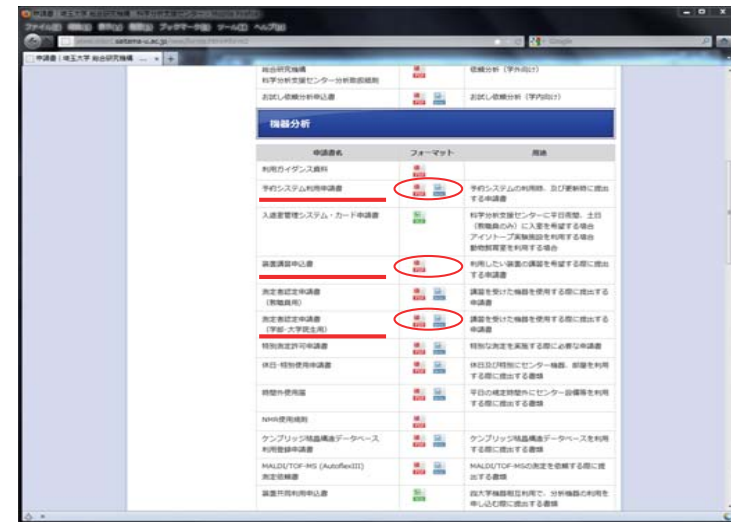 申請書 | 埼玉大学 総合研究機構 科学分析支援センター - Mozilla Firefox
ファイル(F) 編集(E) 表示(V) 履歴(S) ブックマーク(B) ツール(T) ヘルプ(H)
saitama-u.ac.jp
Google
申請書 | 埼玉大学 総合研究機構 ...
総合研究機構 依頼分析(学外向け)
科学分析支援センター分析取扱細則
お試し依頼分析申込書 お試し依頼分析(学内向け)
機器分析
申請書名 フォーマット 用途
利用ガイダンス資料
予約システム利用申請書 予約システムの利用時、及び更新時に提出
する申請書
入退室管理システム・カード申請書 科学分析支援センターに平日夜間、土日
(教職員のみ)に入室を希望する場合
アイソトープ実験施設を利用する場合
動物飼育室を利用する場合
装置講習申込書 利用したい装置の講習を希望する際に提出
する申請書
測定者認定申請書 講習を受けた機器を使用する際に提出する
(教職員用) 申請書
測定者認定申請書 講習を受けた機器を使用する際に提出する
(学部・大学院生用) 申請書
特別測定許可申請書 特別な測定を実施する際に必要な申請書
休日・特別使用申請書 休日及び特別にセンター機器、部屋を利用
する際に提出する書類
時間外使用届 平日の規定時間外にセンター設備等を利用
する際に提出する書類
NMR使用規則
ケンブリッジ結晶構造データベース ケンブリッジ結晶構造データベースを利用
利用登録申請書 する際に提出する書類
MALDI/TOF-MS (AutoflexIII) MALDI/TOF-MSの測定を依頼する際に提
測定依頼書 出する書類
装置共同利用申込書 四大学機器相互利用で、分析機器の利用を
申し込む際に提出する書類